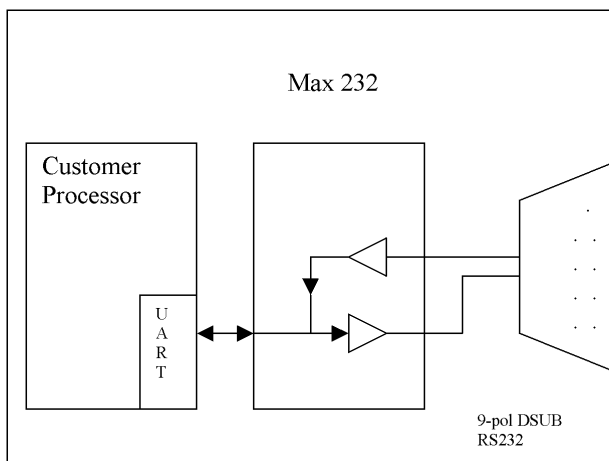 Max 232
Customer
Processor
U
A
R
T
9-pol DSUB
RS232